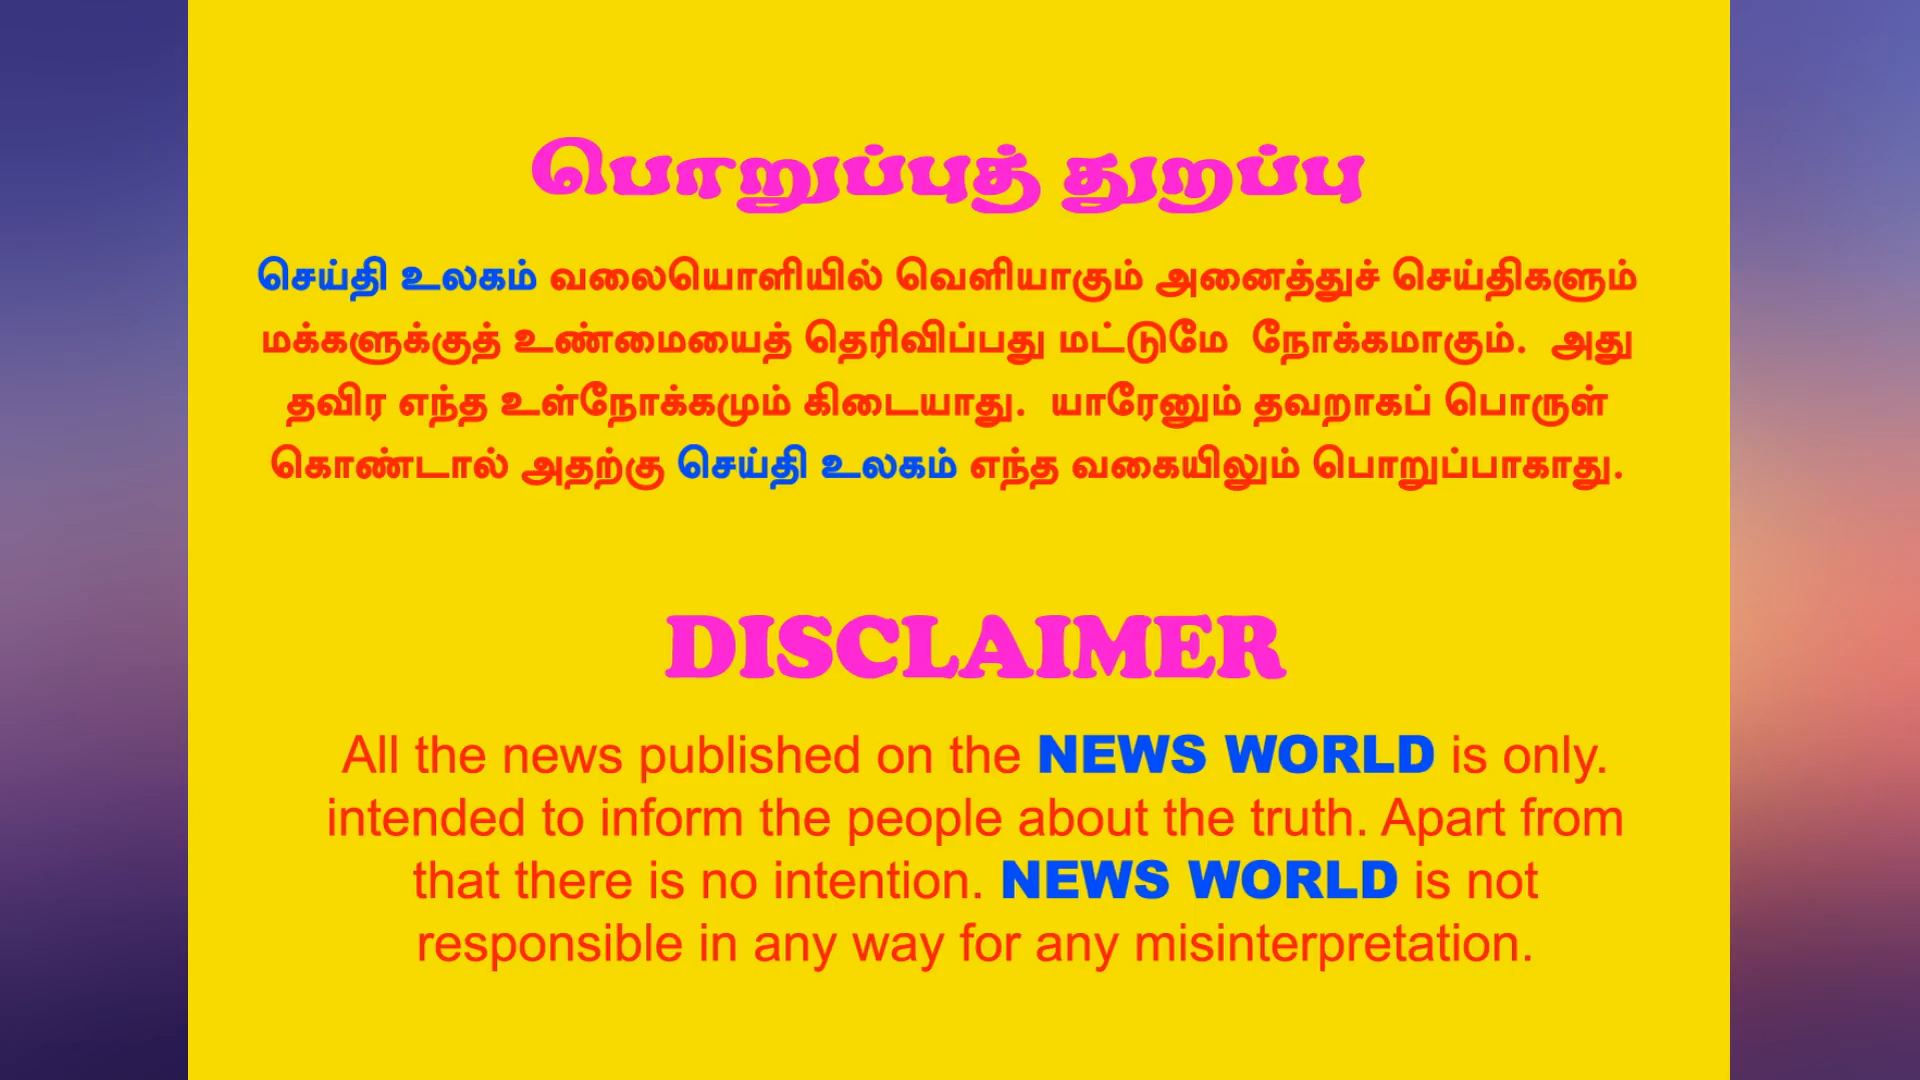 பொறுப்புத் துறப்பு
செய்தி உலகம் வலையொளியில் வெளியாகும் அனைத்துச் செய்திகளும்
மக்களுக்குத் உண்மையைத் தெரிவிப்பது மட்டுமே நோக்கமாகும். அது
தவிர எந்த உள்நோக்கமும் கிடையாது. யாரேனும் தவறாகப் பொருள்
கொண்டால் அதற்கு செய்தி உலகம் எந்த வகையிலும் பொறுப்பாகாது.
DISCLAIMER
All the news published on the NEWS WORLD is only.
intended to inform the people about the truth. Apart from
that there is no intention. NEWS WORLD is not
responsible in any way for any misinterpretation.